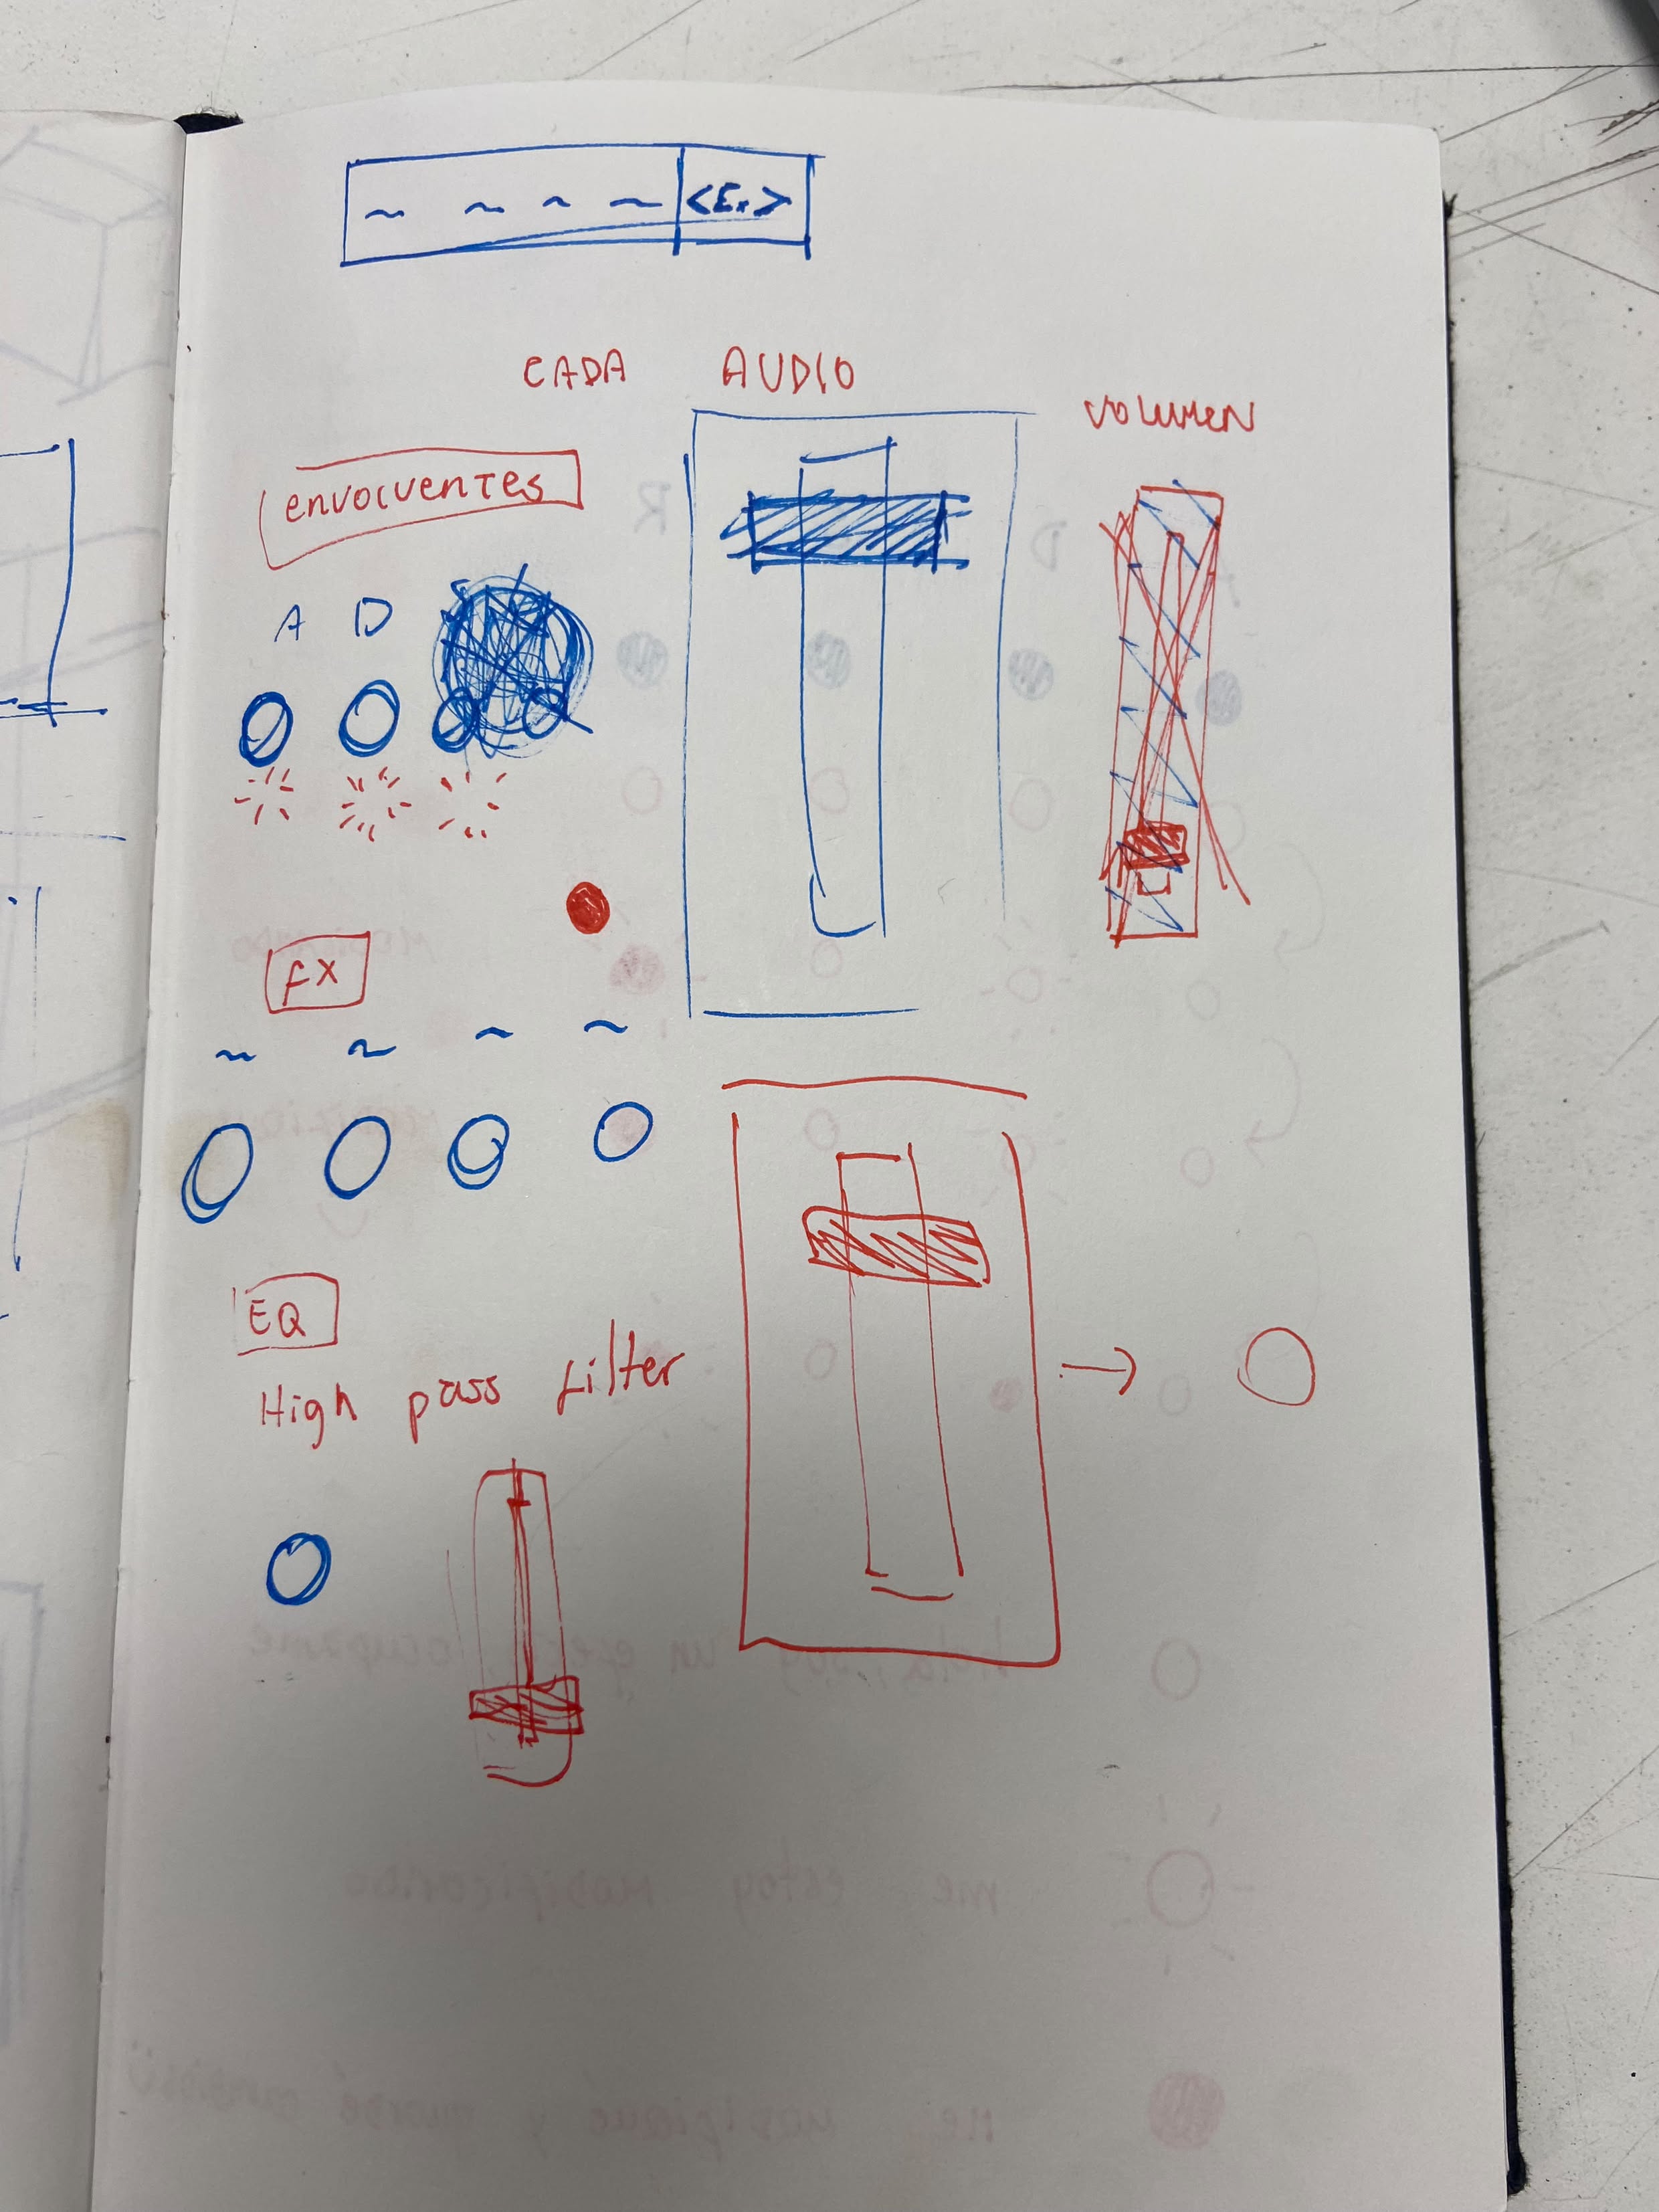 <Ex>
CADA AUDIO
VOLUMEN
envolventes
A D
FX
EQ
High pass filter